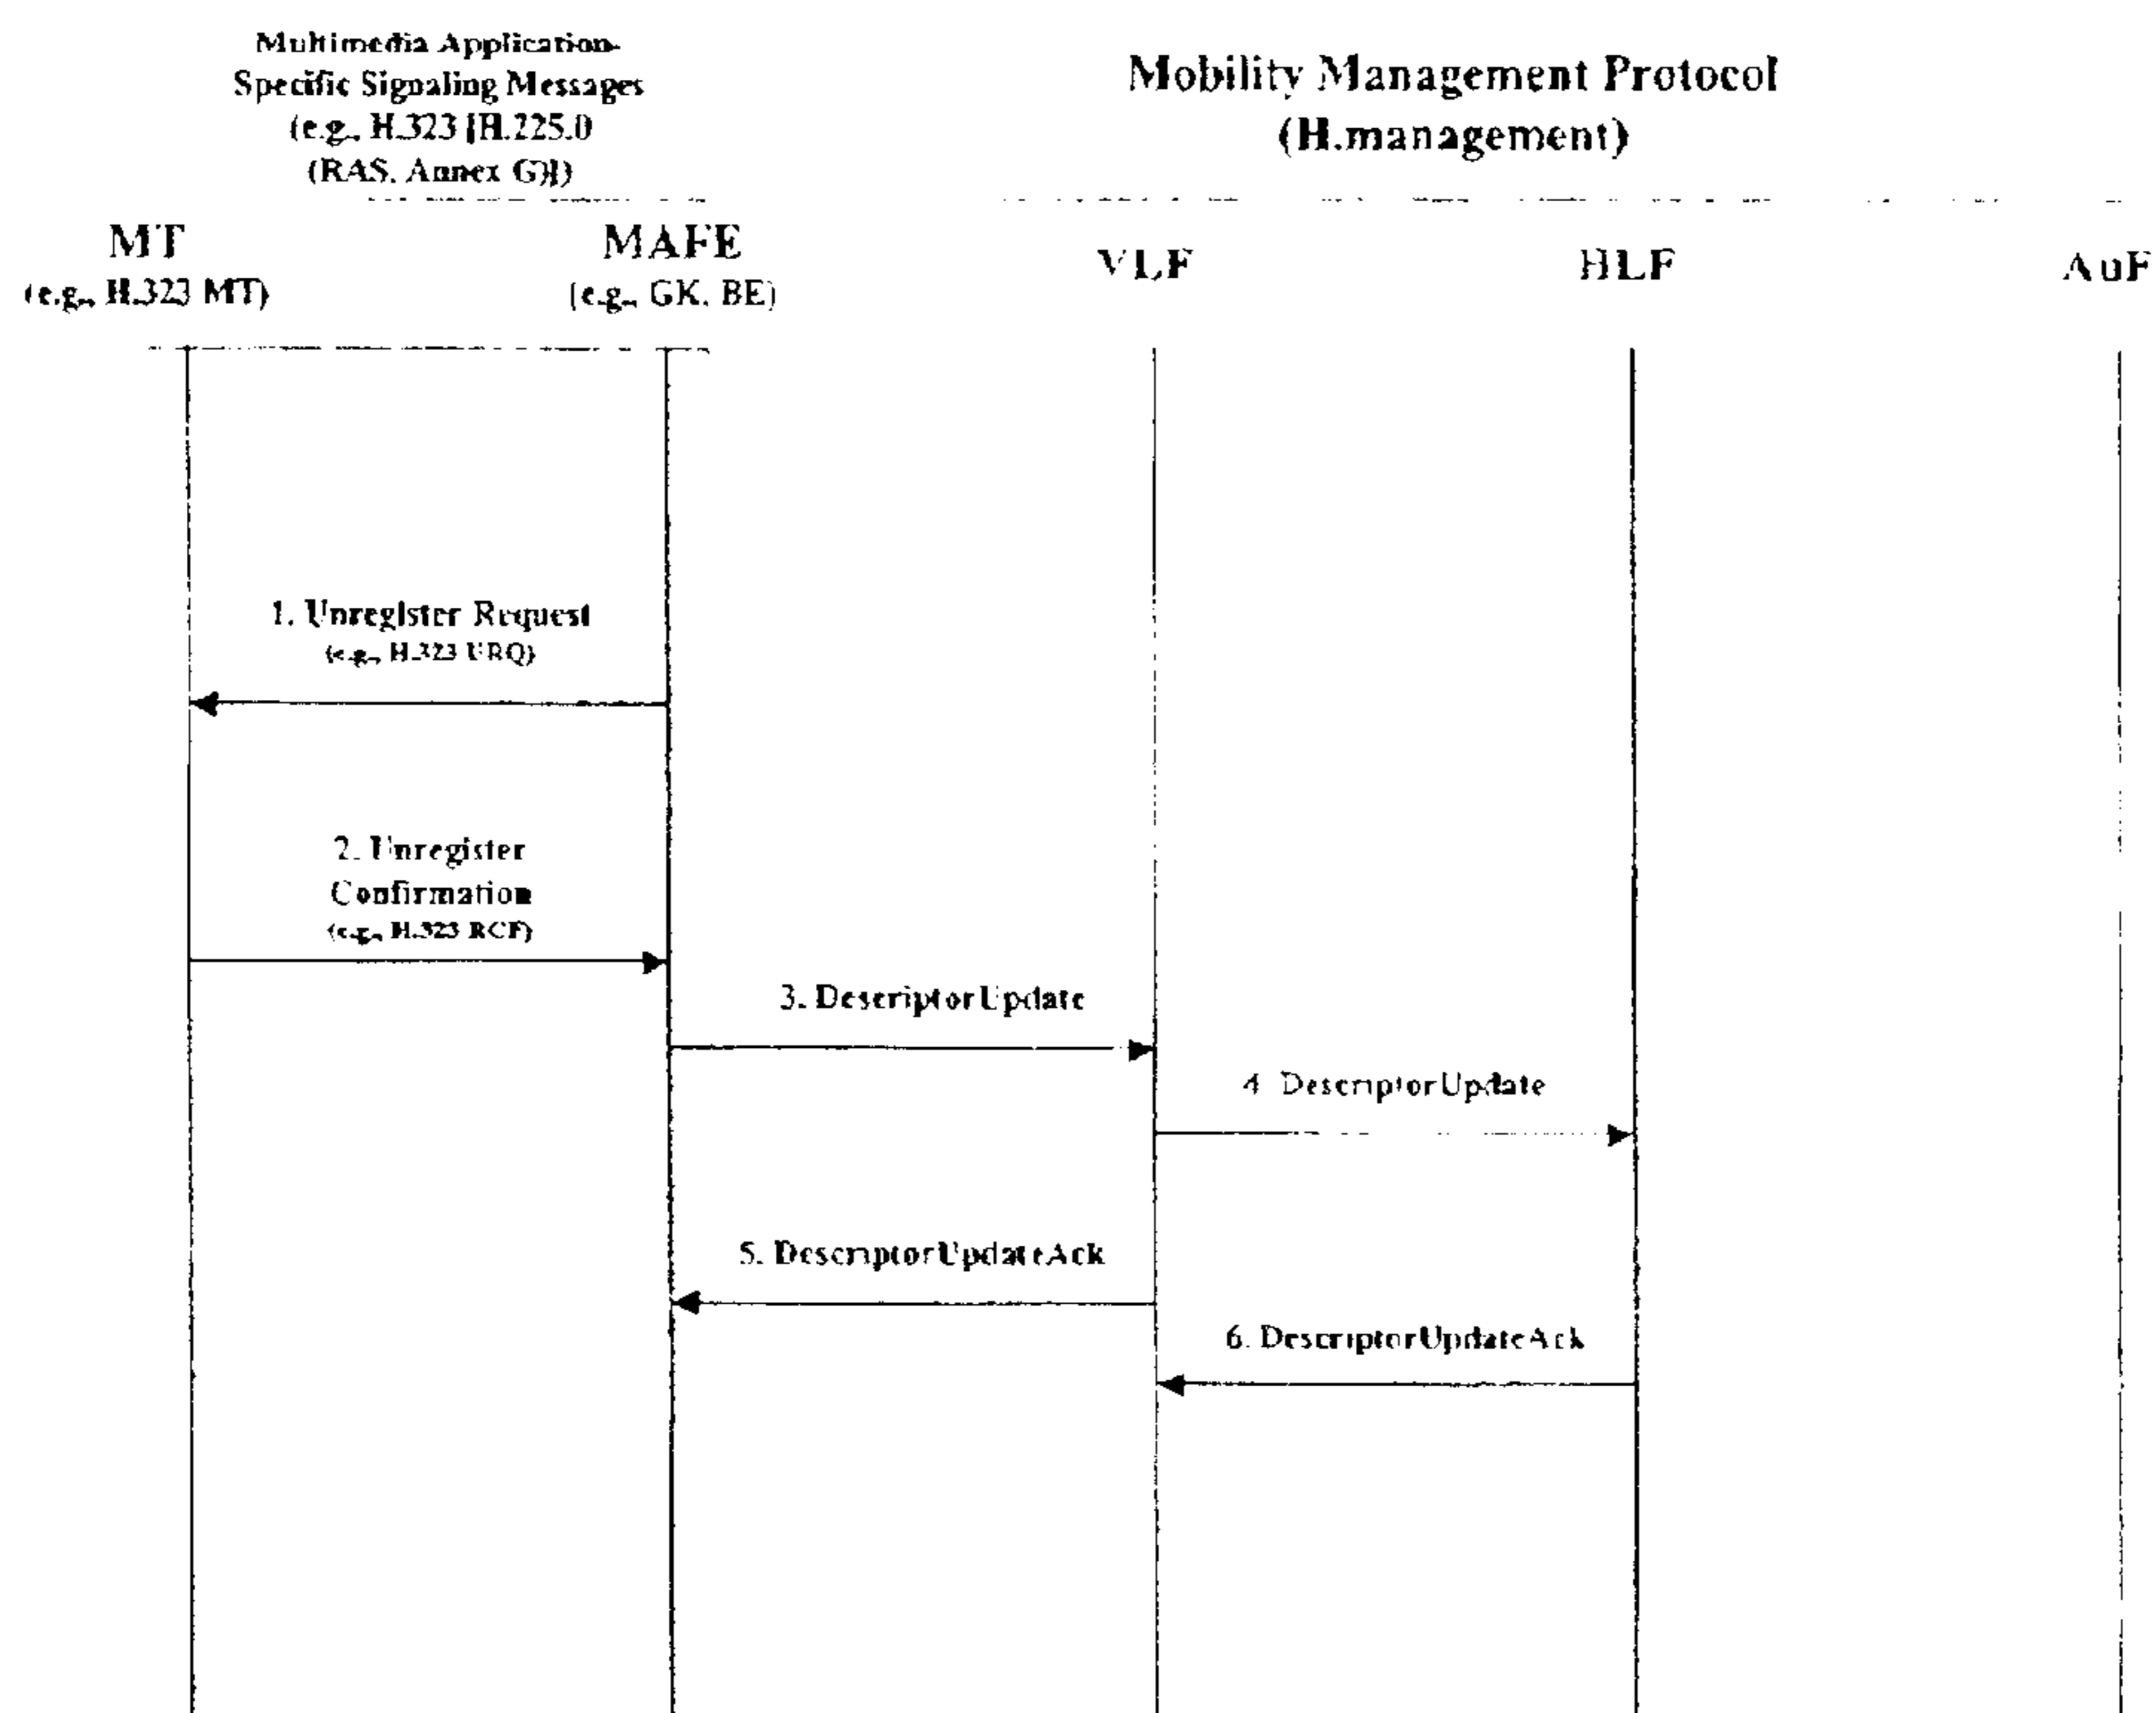 Multimedia Application-
Specific Signaling Messages
(e.g., H.323 [H.225.0
(RAS, Annex G)])
Mobility Management Protocol
(H.management)
MT
(e.g., H.323 MT)
MAFE
(e.g., GK, BE)
VLF
HLF
AuF
1. Unregister Request
(e.g., H.323 URQ)
2. Unregister
Confirmation
(e.g., H.323 RCF)
3. DescriptorUpdate
4 DescriptorUpdate
5. DescriptorUpdateAck
6. DescriptorUpdateAck